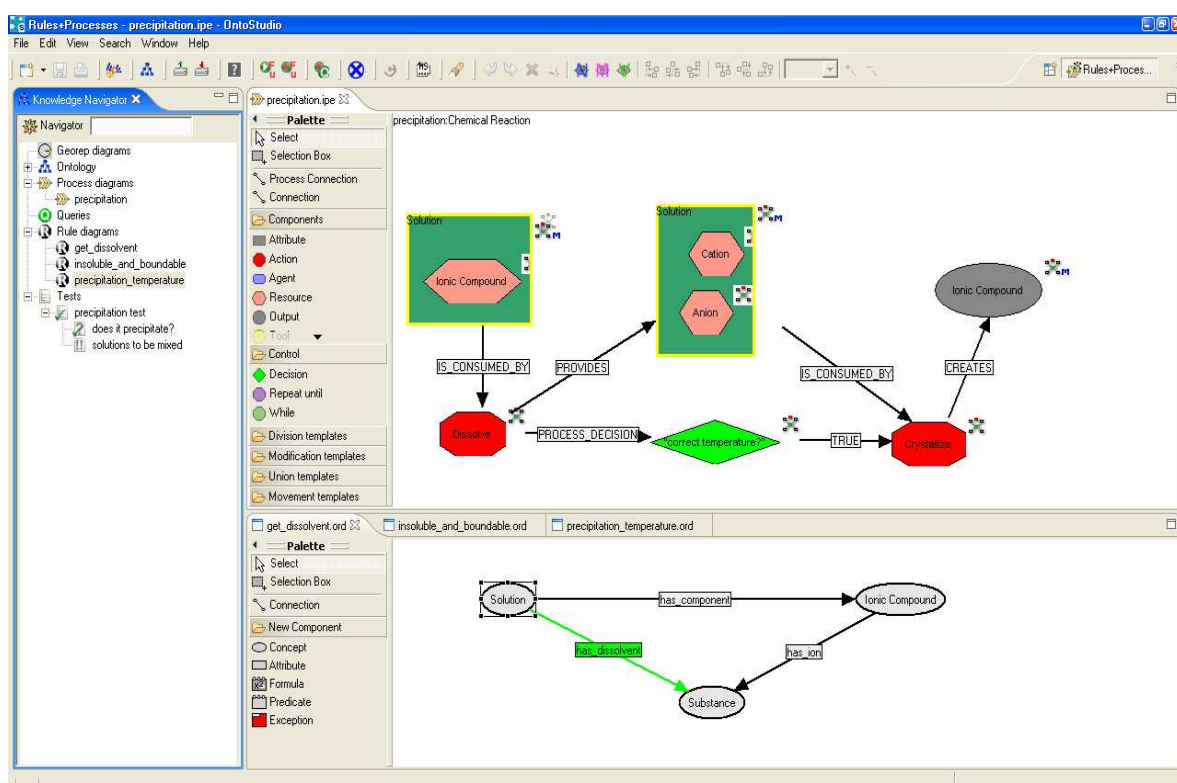 Rules+Processes - precipitation.ipe - OntoStudio
File Edit View Search Window Help
Rules+Proces...
Knowledge Navigator
Navigator
Georep diagrams
Ontology
Process diagrams
precipitation
Queries
Rule diagrams
get_dissolvent
insoluble_and_boundable
precipitation_temperature
Tests
precipitation test
does it precipitate?
solutions to be mixed
precipitation.ipe
Palette
Select
Selection Box
Process Connection
Connection
Components
Attribute
Action
Agent
Resource
Output
Tool
Control
Decision
Repeat until
While
Division templates
Modification templates
Union templates
Movement templates
precipitation:Chemical Reaction
Solution
Ionic Compound
M
Solution
Cation
Anion
M
Ionic Compound
M
IS_CONSUMED_BY
PROVIDES
IS_CONSUMED_BY
CREATES
Dissolve
PROCESS_DECISION
"correct temperature?"
TRUE
Crystalize
get_dissolvent.ord
insoluble_and_boundable.ord
precipitation_temperature.ord
Palette
Select
Selection Box
Connection
New Component
Concept
Attribute
Formula
Predicate
Exception
Solution
has_component
Ionic Compound
has_dissolvent
has_ion
Substance